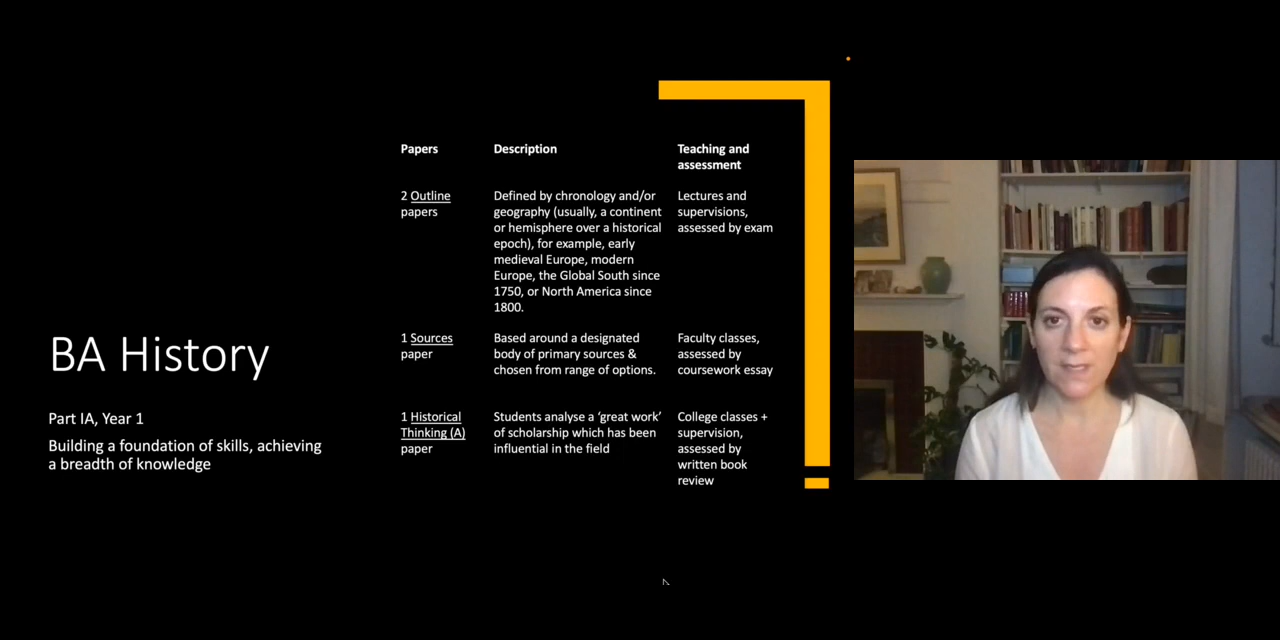 BA History
Part IA, Year 1
Building a foundation of skills, achieving
a breadth of knowledge
Papers
Description
Teaching and
assessment
2 Outline
papers
Defined by chronology and/or
geography (usually, a continent
or hemisphere over a historical
epoch), for example, early
medieval Europe, modern
Europe, the Global South since
1750, or North America since
1800.
Lectures and
supervisions,
assessed by exam
1 Sources
paper
Based around a designated
body of primary sources &
chosen from range of options.
Faculty classes,
assessed by
coursework essay
1 Historical
Thinking (A)
paper
Students analyse a ‘great work’
of scholarship which has been
influential in the field
College classes +
supervision,
assessed by
written book
review